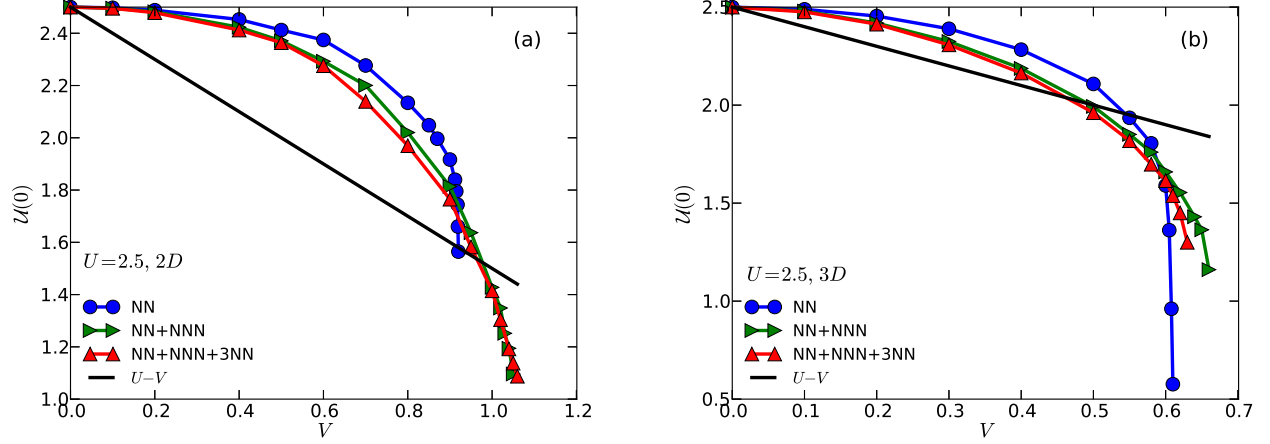 (a)
2.4
2.2
2.0
1.8
1.6
1.4
1.2
1.0
𝒰(0)
U=2.5, 2D
NN
NN+NNN
NN+NNN+3NN
U−V
0.0 0.2 0.4 0.6 0.8 1.0 1.2
V
(b)
2.5
2.0
1.5
1.0
0.5
𝒰(0)
U=2.5, 3D
NN
NN+NNN
NN+NNN+3NN
U−V
0.0 0.1 0.2 0.3 0.4 0.5 0.6 0.7
V